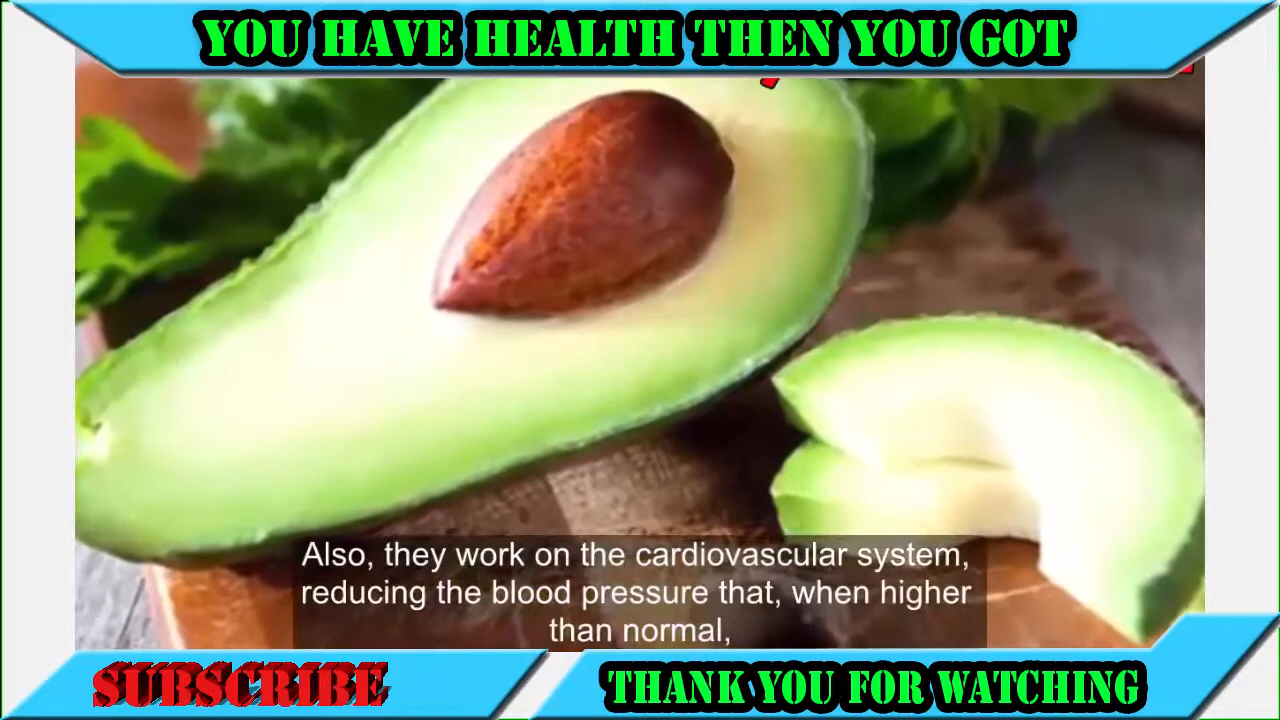 YOU HAVE HEALTH THEN YOU GOT
Also, they work on the cardiovascular system,
reducing the blood pressure that, when higher
than normal,
SUBSCRIBE
THANK YOU FOR WATCHING